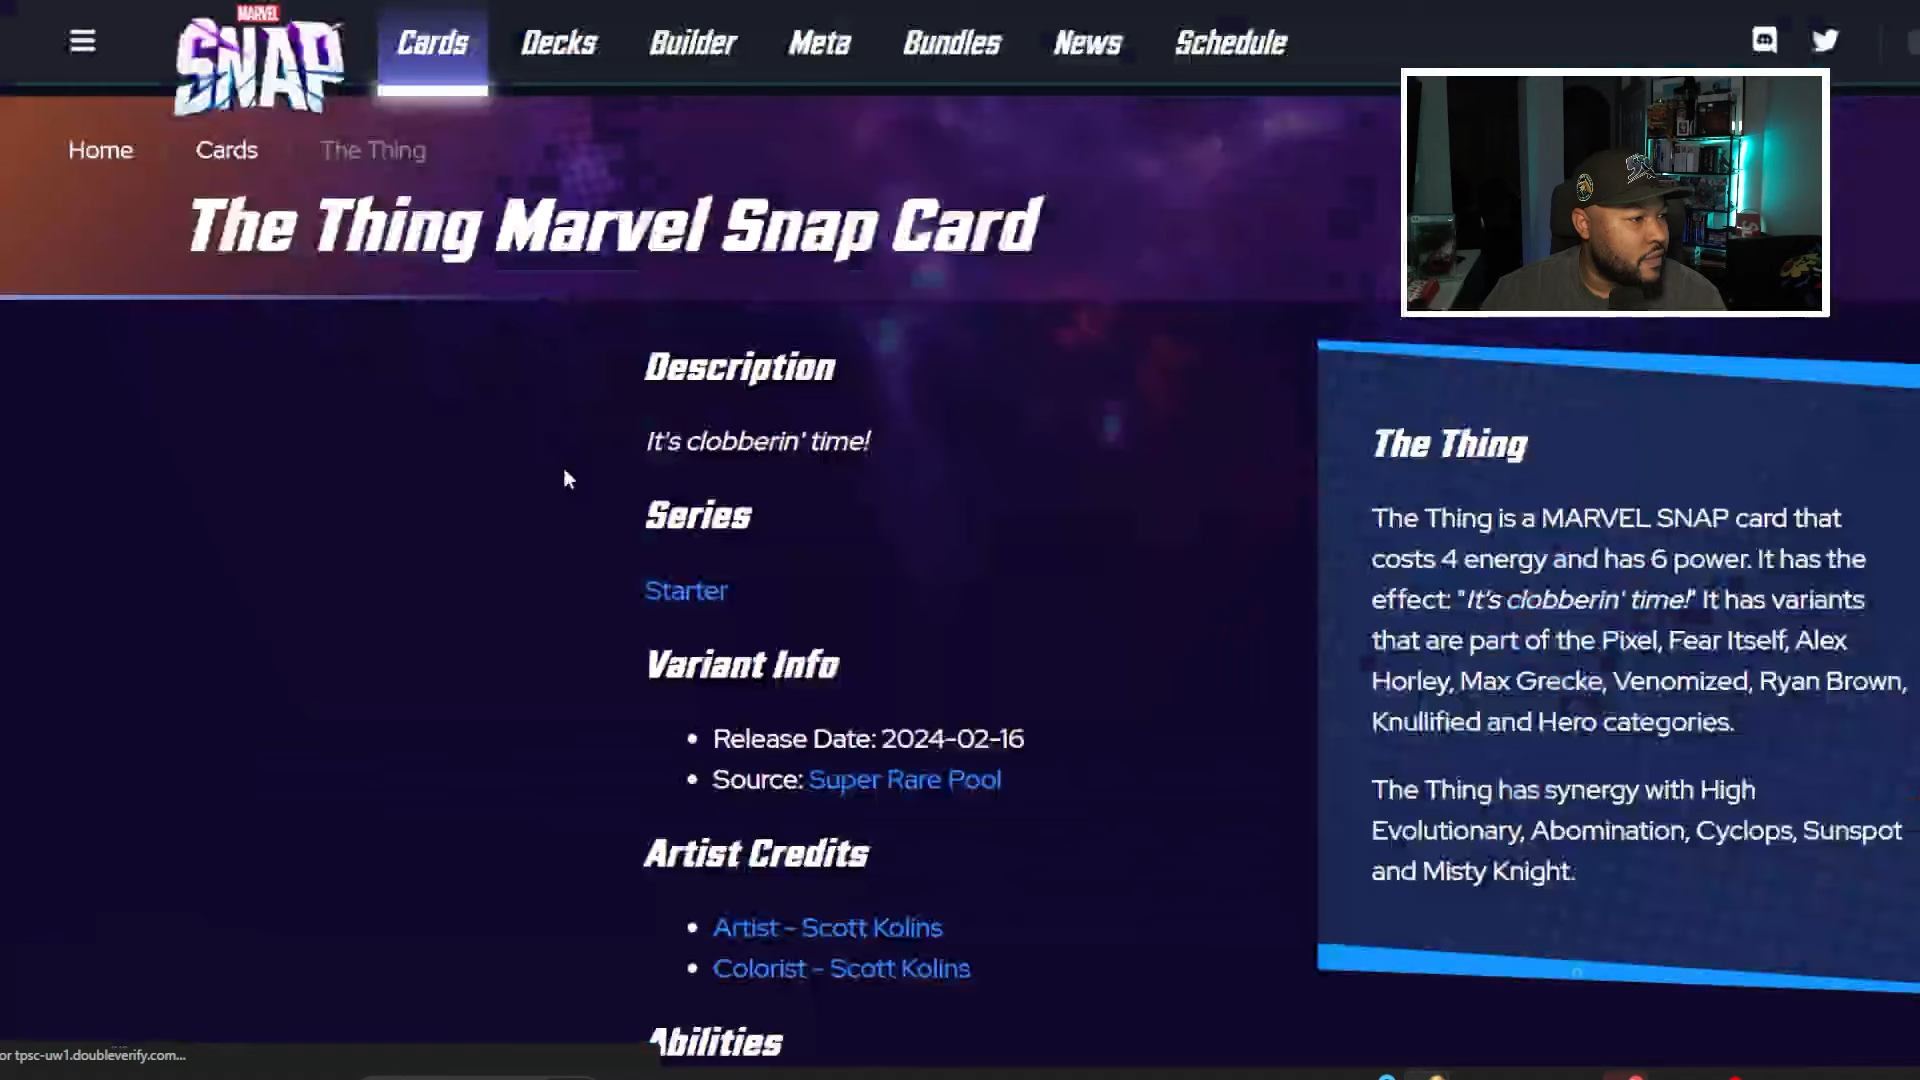 MARVEL
SNAP
Cards
Decks
Builder
Meta
Bundles
News
Schedule
Home
Cards
The Thing
The Thing Marvel Snap Card
Description
It's clobberin' time!
Series
Starter
Variant Info
Release Date: 2024-02-16
Source: Super Rare Pool
Artist Credits
Artist - Scott Kolins
Colorist - Scott Kolins
Abilities
The Thing
The Thing is a MARVEL SNAP card that
costs 4 energy and has 6 power. It has the
effect: "It's clobberin' time!" It has variants
that are part of the Pixel, Fear Itself, Alex
Horley, Max Grecke, Venomized, Ryan Brown,
Knullified and Hero categories.
The Thing has synergy with High
Evolutionary, Abomination, Cyclops, Sunspot
and Misty Knight.
or tpsc-uw1.doubleverify.com...